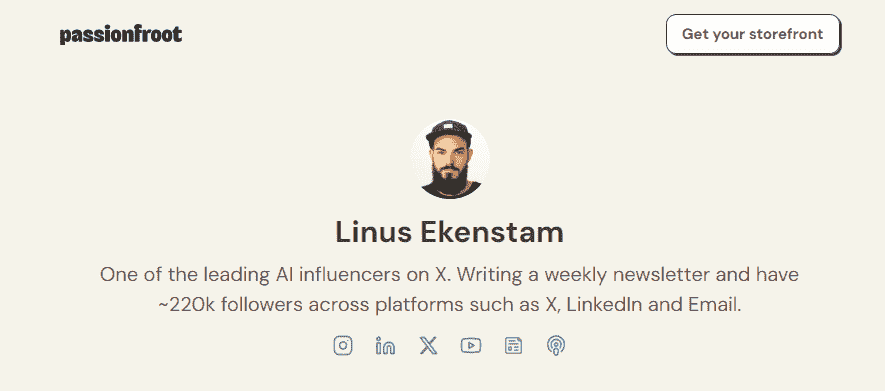 passionfroot
Get your storefront
Linus Ekenstam
One of the leading AI influencers on X. Writing a weekly newsletter and have
~220k followers across platforms such as X, LinkedIn and Email.